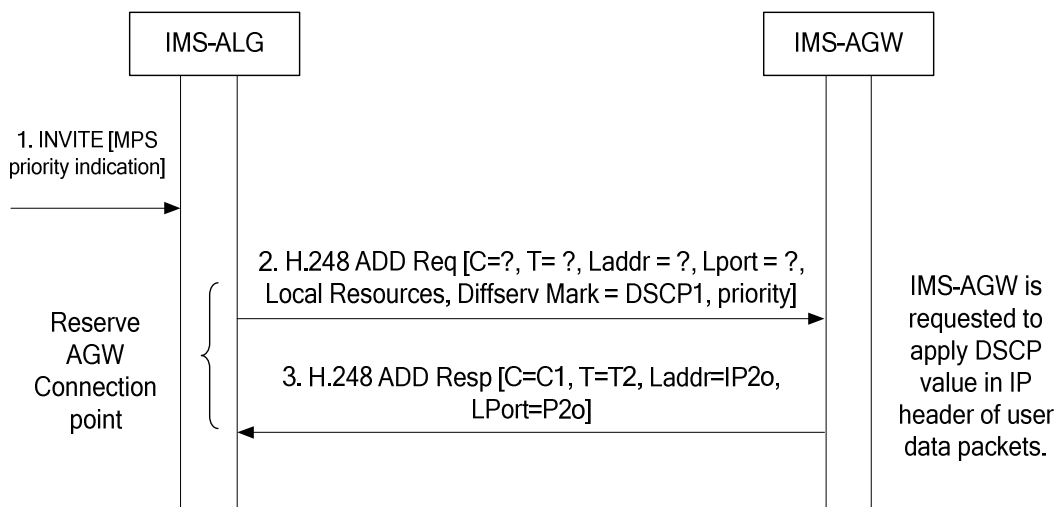 IMS-ALG
IMS-AGW
1. INVITE [MPS
priority indication]
2. H.248 ADD Req [C=?, T= ?, Laddr = ?, Lport = ?,
Local Resources, Diffserv Mark = DSCP1, priority]
Reserve
AGW
Connection
point
3. H.248 ADD Resp [C=C1, T=T2, Laddr=IP2o,
LPort=P2o]
IMS-AGW is
requested to
apply DSCP
value in IP
header of user
data packets.